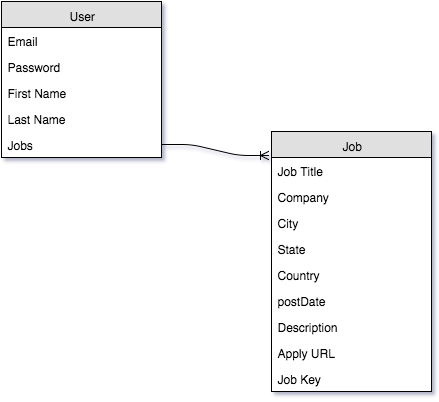 User
Email
Password
First Name
Last Name
Jobs
Job
Job Title
Company
City
State
Country
postDate
Description
Apply URL
Job Key